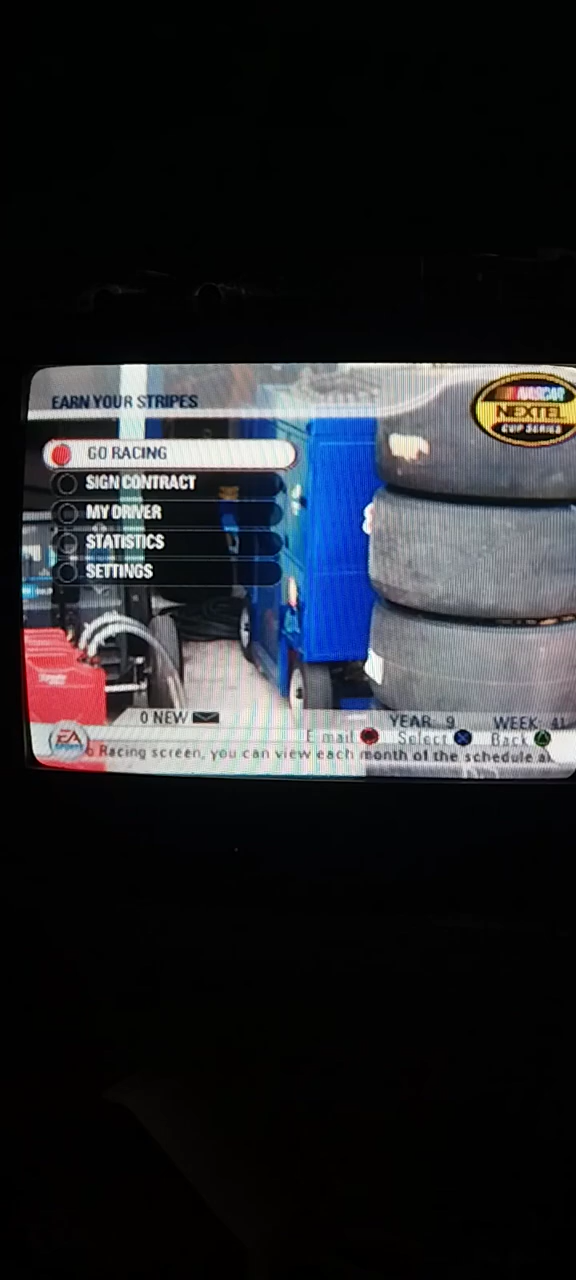 EARN YOUR STRIPES
NASCAR
NEXTEL
CUP SERIES
GO RACING
SIGN CONTRACT
MY DRIVER
STATISTICS
SETTINGS
0 NEW
YEAR 9 WEEK 41
E mail Select Back
EA
SPORTS
o Racing screen, you can view each month of the schedule a